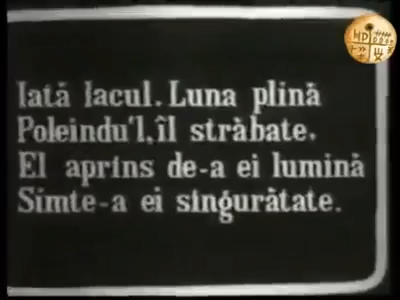 Iată lacul. Luna plină
Poleindu'l, îl străbate.
El aprins de-a ei lumină
Simte-a ei singurătate.